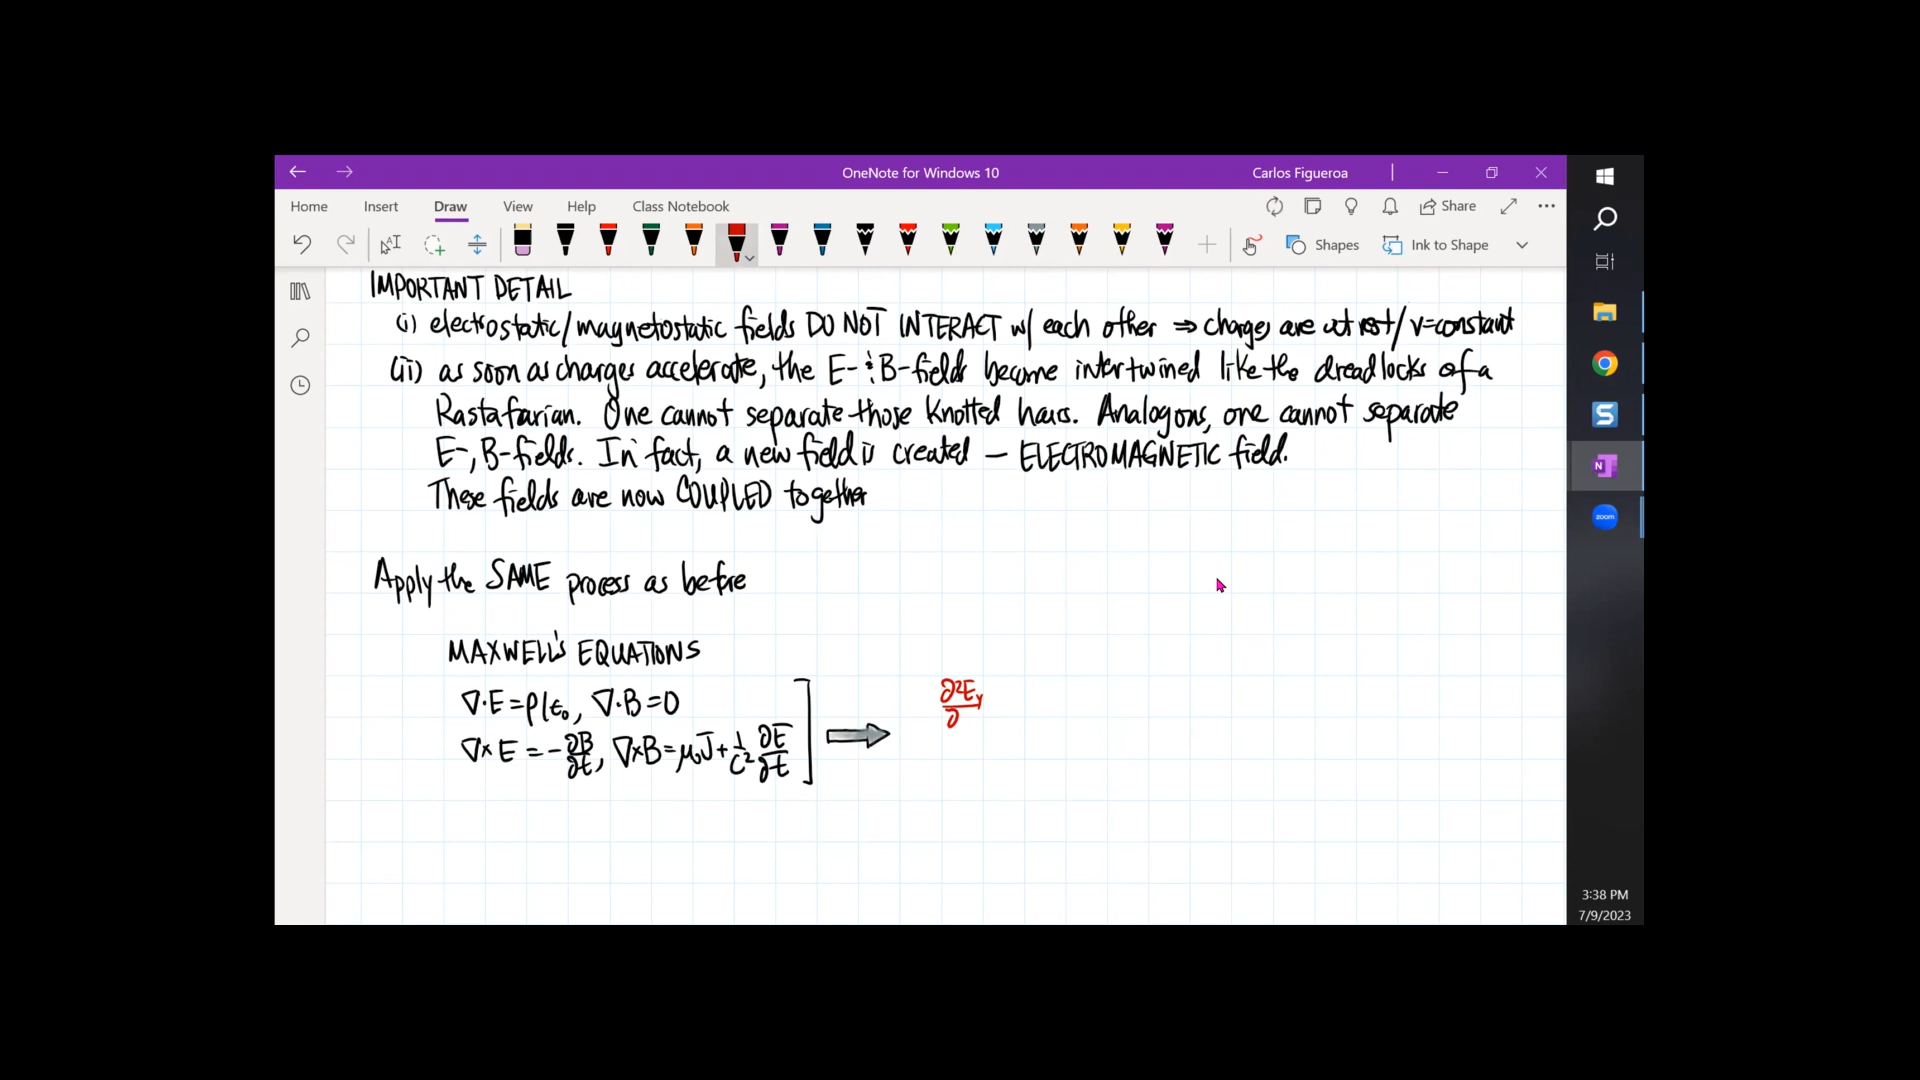 OneNote for Windows 10
Carlos Figueroa
Home Insert Draw View Help Class Notebook
Share
Shapes
Ink to Shape
IMPORTANT DETAIL
(i) electrostatic/magnetostatic fields DO NOT INTERACT w/ each other ⇒ charges are at rest/v=constant
(ii) as soon as charges accelerate, the E- & B-fields become intertwined like the dreadlocks of a
Rastafarian. One cannot separate those knotted hairs. Analogous, one cannot separate
E-, B-fields. In fact, a new field is created — ELECTROMAGNETIC field.
These fields are now COUPLED together
Apply the SAME process as before
MAXWELL's EQUATIONS
∇·E = ρ/ε₀, ∇·B = 0
∇×E = -∂B/∂t, ∇×B = μ₀J + 1/c² ∂E/∂t
∂²Ey/∂
zoom
3:38 PM
7/9/2023